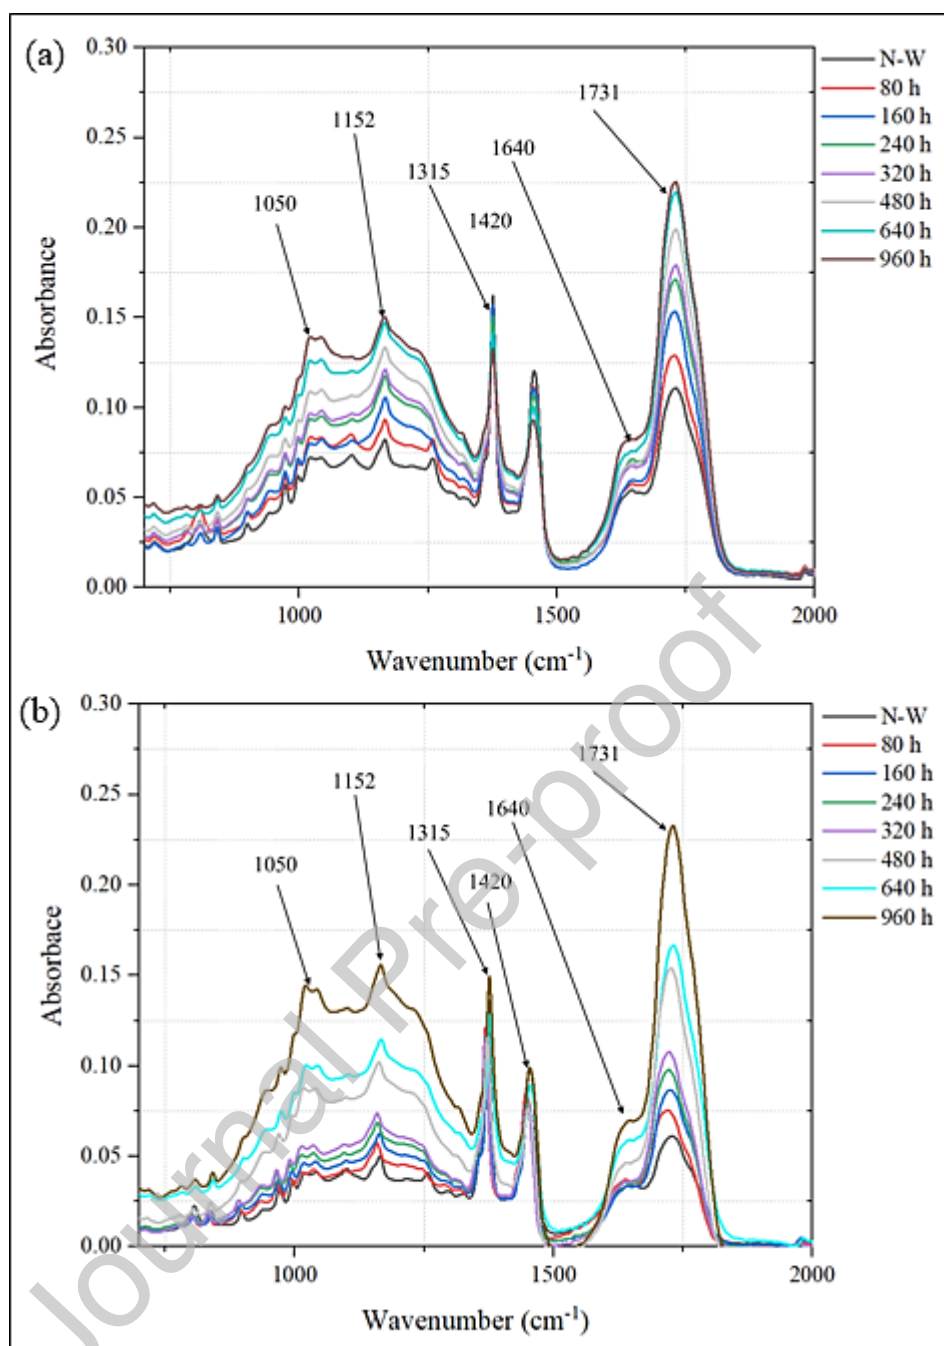 (a)
0.30
0.25
0.20
0.15
0.10
0.05
0.00
Absorbance
1050
1152
1315
1420
1640
1731
N-W
80 h
160 h
240 h
320 h
480 h
640 h
960 h
1000
1500
2000
Wavenumber (cm⁻¹)
(b)
0.30
0.25
0.20
0.15
0.10
0.05
0.00
Absorbace
1050
1152
1315
1420
1640
1731
N-W
80 h
160 h
240 h
320 h
480 h
640 h
960 h
1000
1500
2000
Wavenumber (cm⁻¹)
Journal Pre-proof